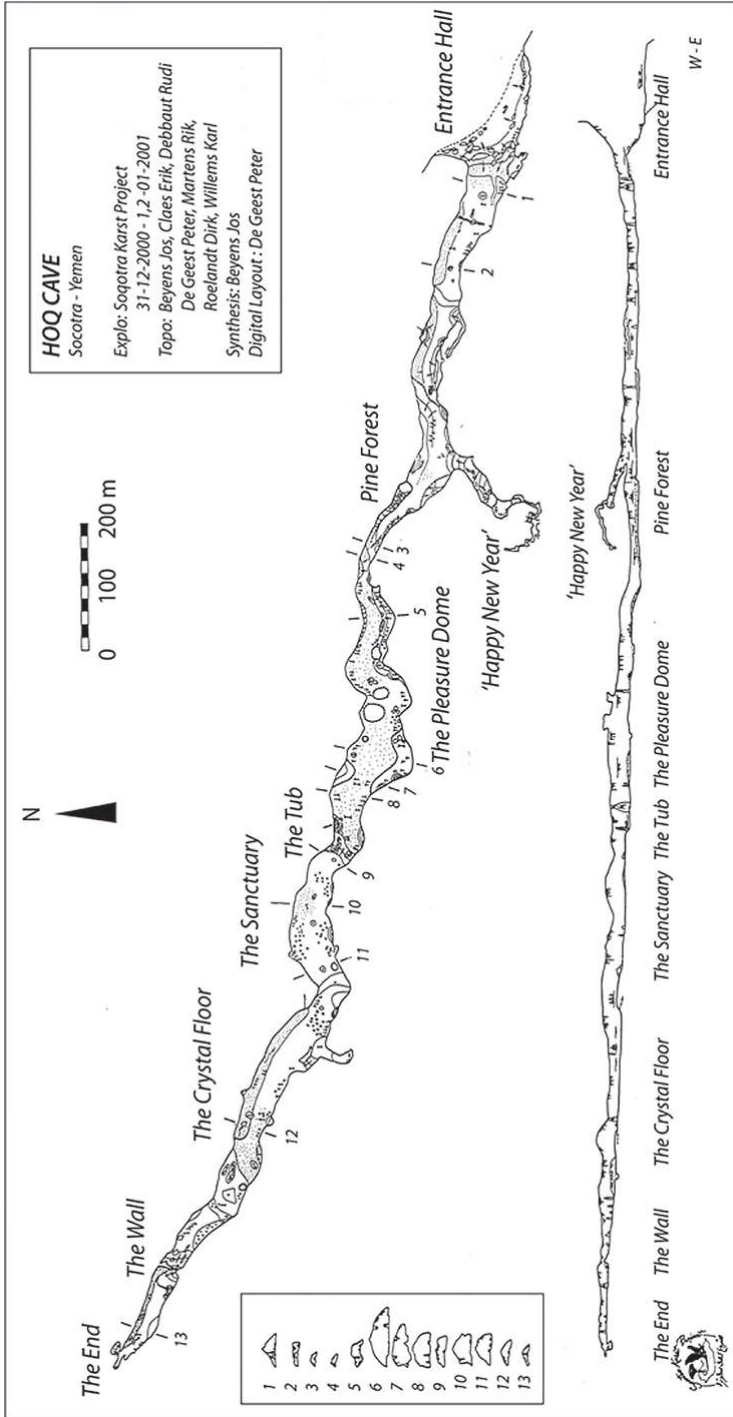 HOQ CAVE
Socotra - Yemen
Explo: Soqotra Karst Project
31-12-2000 - 1,2 -01-2001
Topo: Beyens Jos, Claes Erik, Debbaut Rudi
De Geest Peter, Martens Rik,
Roelandt Dirk, Willems Karl
Synthesis: Beyens Jos
Digital Layout : De Geest Peter
N
0 100 200 m
The End
The Wall
The Crystal Floor
The Sanctuary
The Tub
The Pleasure Dome
Pine Forest
'Happy New Year'
Entrance Hall
13
12
11
10
9
8
7
6
5
4
3
2
1
1
2
3
4
5
6
7
8
9
10
11
12
13
W - E
The End
The Wall
The Crystal Floor
The Sanctuary
The Tub
The Pleasure Dome
'Happy New Year'
Pine Forest
Entrance Hall